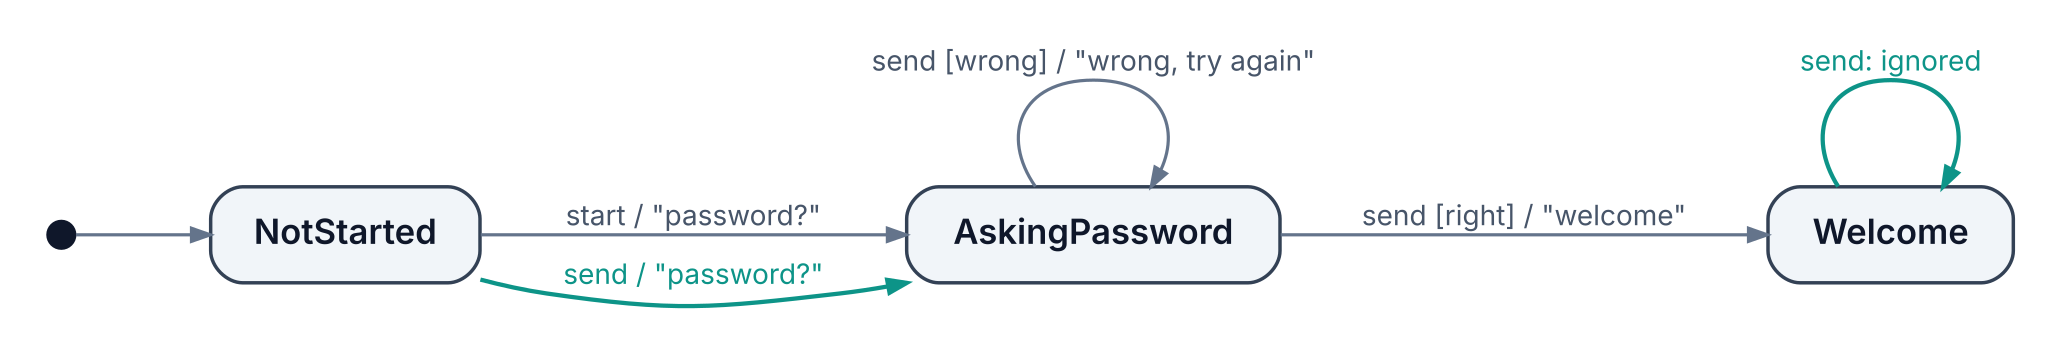 send [wrong] / "wrong, try again"
send: ignored
NotStarted
start / "password?"
send / "password?"
AskingPassword
send [right] / "welcome"
Welcome